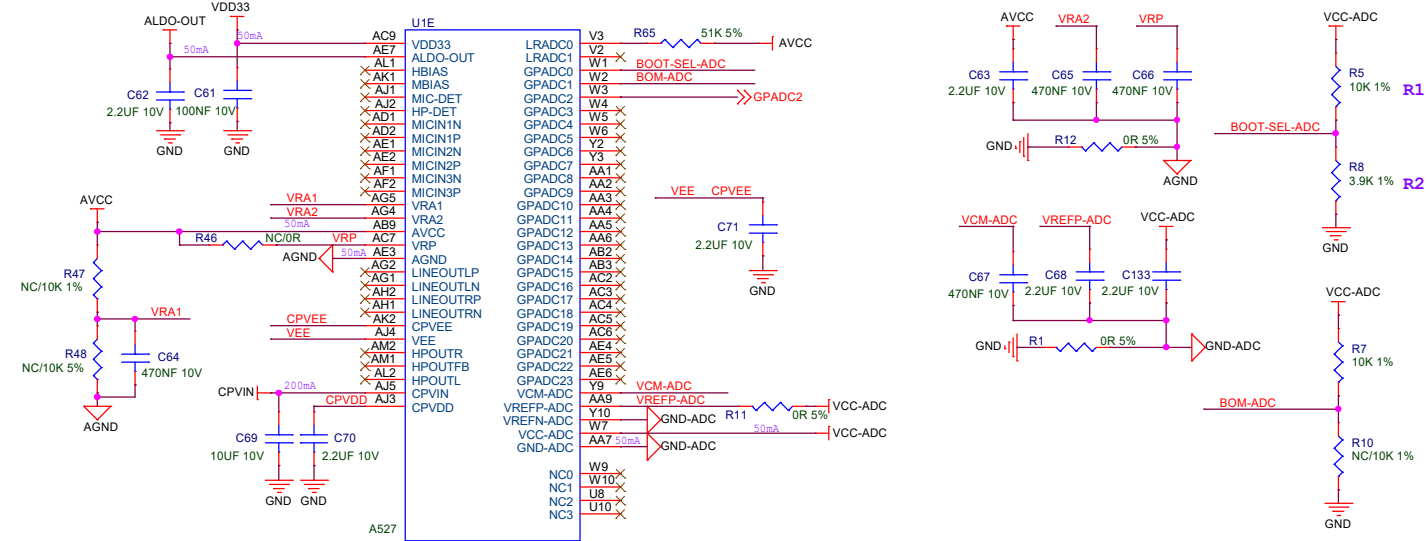 U1E
VDD33
ALDO-OUT
50mA
50mA
C62
2.2UF 10V
C61
100NF 10V
GND
GND
AC9 VDD33
AE7 ALDO-OUT
AL1 HBIAS
AK1 MBIAS
AJ1 MIC-DET
AJ2 HP-DET
AD1 MICIN1N
AD2 MICIN1P
AE1 MICIN2N
AE2 MICIN2P
AF1 MICIN3N
AF2 MICIN3P
VRA1 AG5 VRA1
VRA2 AG4 VRA2
50mA AB9 AVCC
VRP AC7 VRP
AGND 50mA AE3 AGND
AG2 LINEOUTLP
AG1 LINEOUTLN
AH2 LINEOUTRP
AH1 LINEOUTRN
CPVEE AK2 CPVEE
VEE AJ4 VEE
AM2 HPOUTR
AM1 HPOUTFB
AL2 HPOUTL
CPVIN 200mA AJ5 CPVIN
CPVDD AJ3 CPVDD
A527
AVCC
R46
NC/0R
R47
NC/10K 1%
VRA1
R48
NC/10K 5%
C64
470NF 10V
AGND
C69
10UF 10V
C70
2.2UF 10V
GND
GND
LRADC0 V3 R65 51K 5% AVCC
LRADC1 V2
GPADC0 W1 BOOT-SEL-ADC
GPADC1 W2 BOM-ADC
GPADC2 W3 GPADC2
GPADC3 W4
GPADC4 W5
GPADC5 W6
GPADC6 Y2
GPADC7 Y3
GPADC8 AA1
GPADC9 AA2
GPADC10 AA3
GPADC11 AA4
GPADC12 AA5
GPADC13 AA6
GPADC14 AB2
GPADC15 AB3
GPADC16 AC2
GPADC17 AC3
GPADC18 AC4
GPADC19 AC5
GPADC20 AC6
GPADC21 AE4
GPADC22 AE5
GPADC23 AE6
VCM-ADC Y9 VCM-ADC
VREFP-ADC AA9 VREFP-ADC R11 0R 5% VCC-ADC
VREFN-ADC Y10 GND-ADC
VCC-ADC W7 50mA VCC-ADC
GND-ADC AA7 50mA GND-ADC
NC0 W9
NC1 W10
NC2 U8
NC3 U10
VEE CPVEE
C71
2.2UF 10V
GND
AVCC VRA2 VRP
C63
2.2UF 10V
C65
470NF 10V
C66
470NF 10V
GND R12 0R 5%
AGND
VCM-ADC VREFP-ADC VCC-ADC
C67
470NF 10V
C68
2.2UF 10V
C133
2.2UF 10V
GND R1 0R 5% GND-ADC
VCC-ADC
R5
10K 1%
R1
BOOT-SEL-ADC
R8
3.9K 1%
R2
GND
VCC-ADC
R7
10K 1%
BOM-ADC
R10
NC/10K 1%
GND